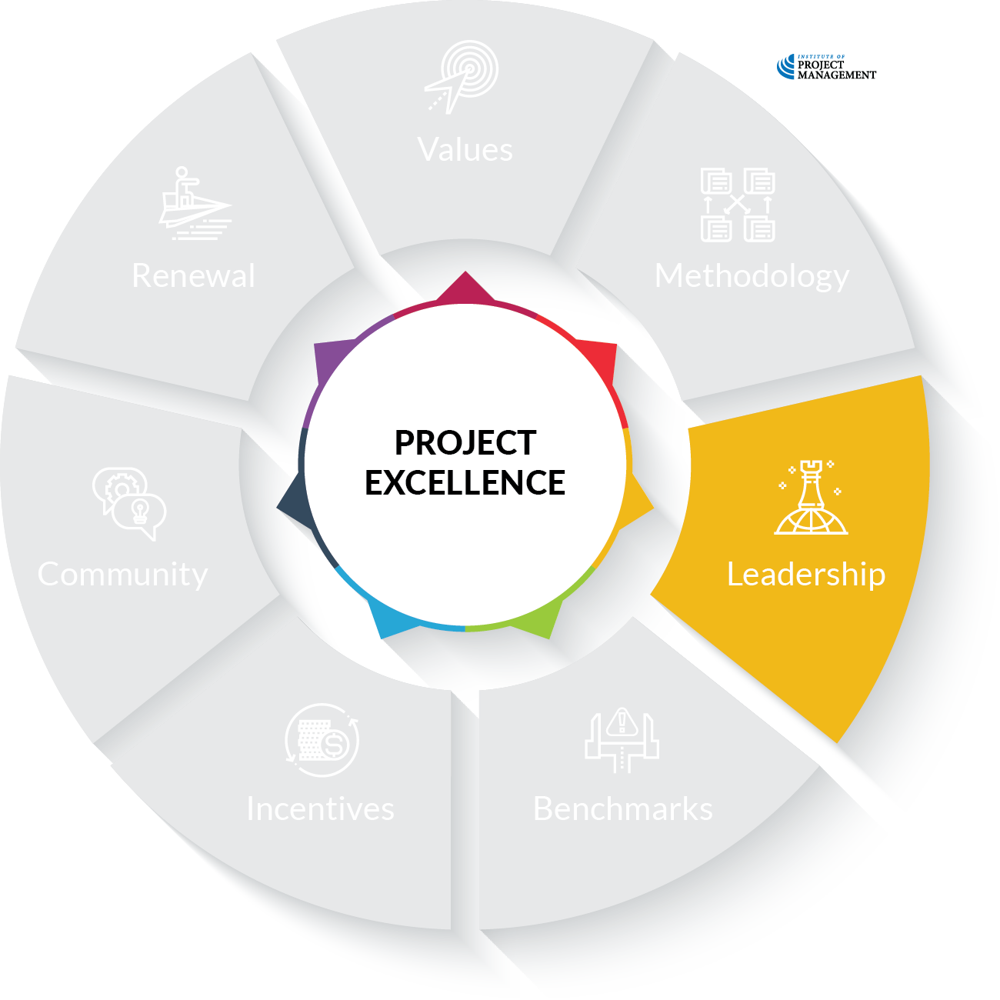 INSTITUTE OF
PROJECT
MANAGEMENT
Values
Renewal
Methodology
PROJECT
EXCELLENCE
Community
Leadership
Incentives
Benchmarks